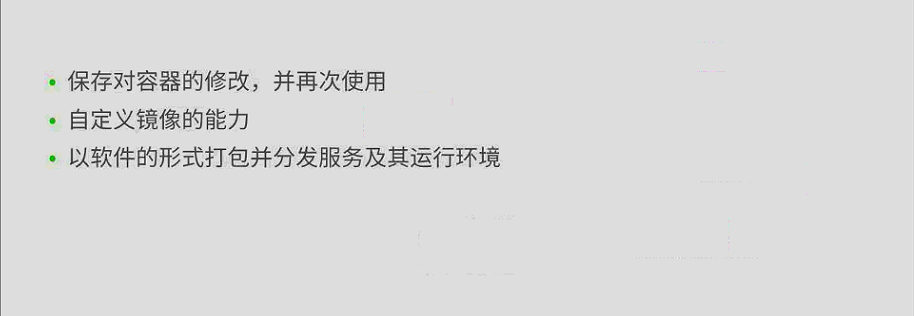 保存对容器的修改，并再次使用
自定义镜像的能力
以软件的形式打包并分发服务及其运行环境